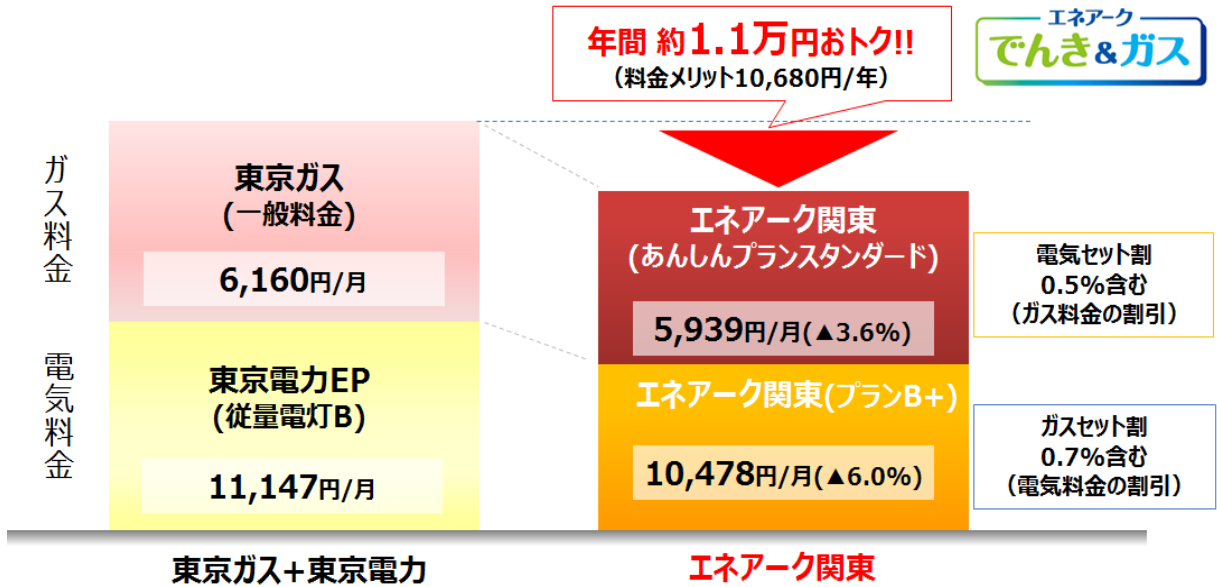 年間 約1.1万円おトク!!
(料金メリット10,680円/年)
エネアーク
でんき&ガス
ガス料金
東京ガス
(一般料金)
6,160円/月
エネアーク関東
(あんしんプランスタンダード)
5,939円/月(▲3.6%)
電気セット割
0.5%含む
(ガス料金の割引)
電気料金
東京電力EP
(従量電灯B)
11,147円/月
エネアーク関東(プランB+)
10,478円/月(▲6.0%)
ガスセット割
0.7%含む
(電気料金の割引)
東京ガス+東京電力
エネアーク関東